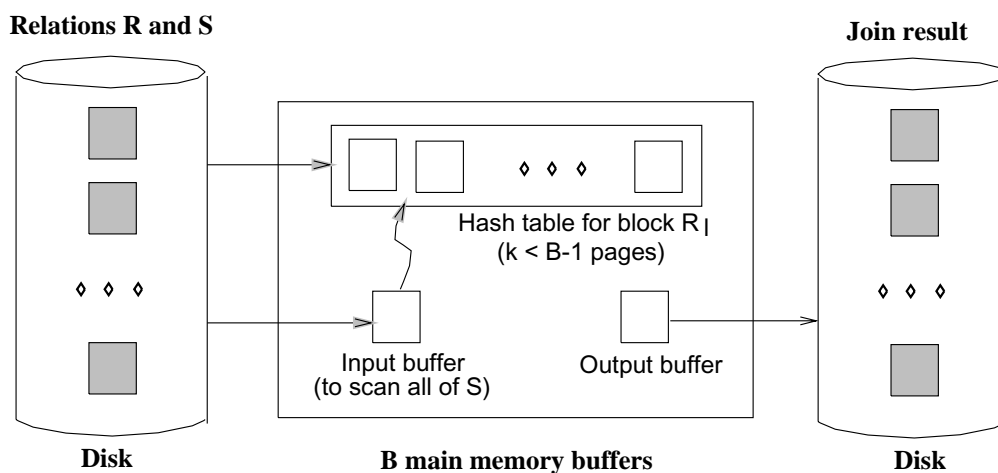 Relations R and S
Join result
Hash table for block R l
(k < B-1 pages)
Input buffer
(to scan all of S)
Output buffer
Disk
B main memory buffers
Disk